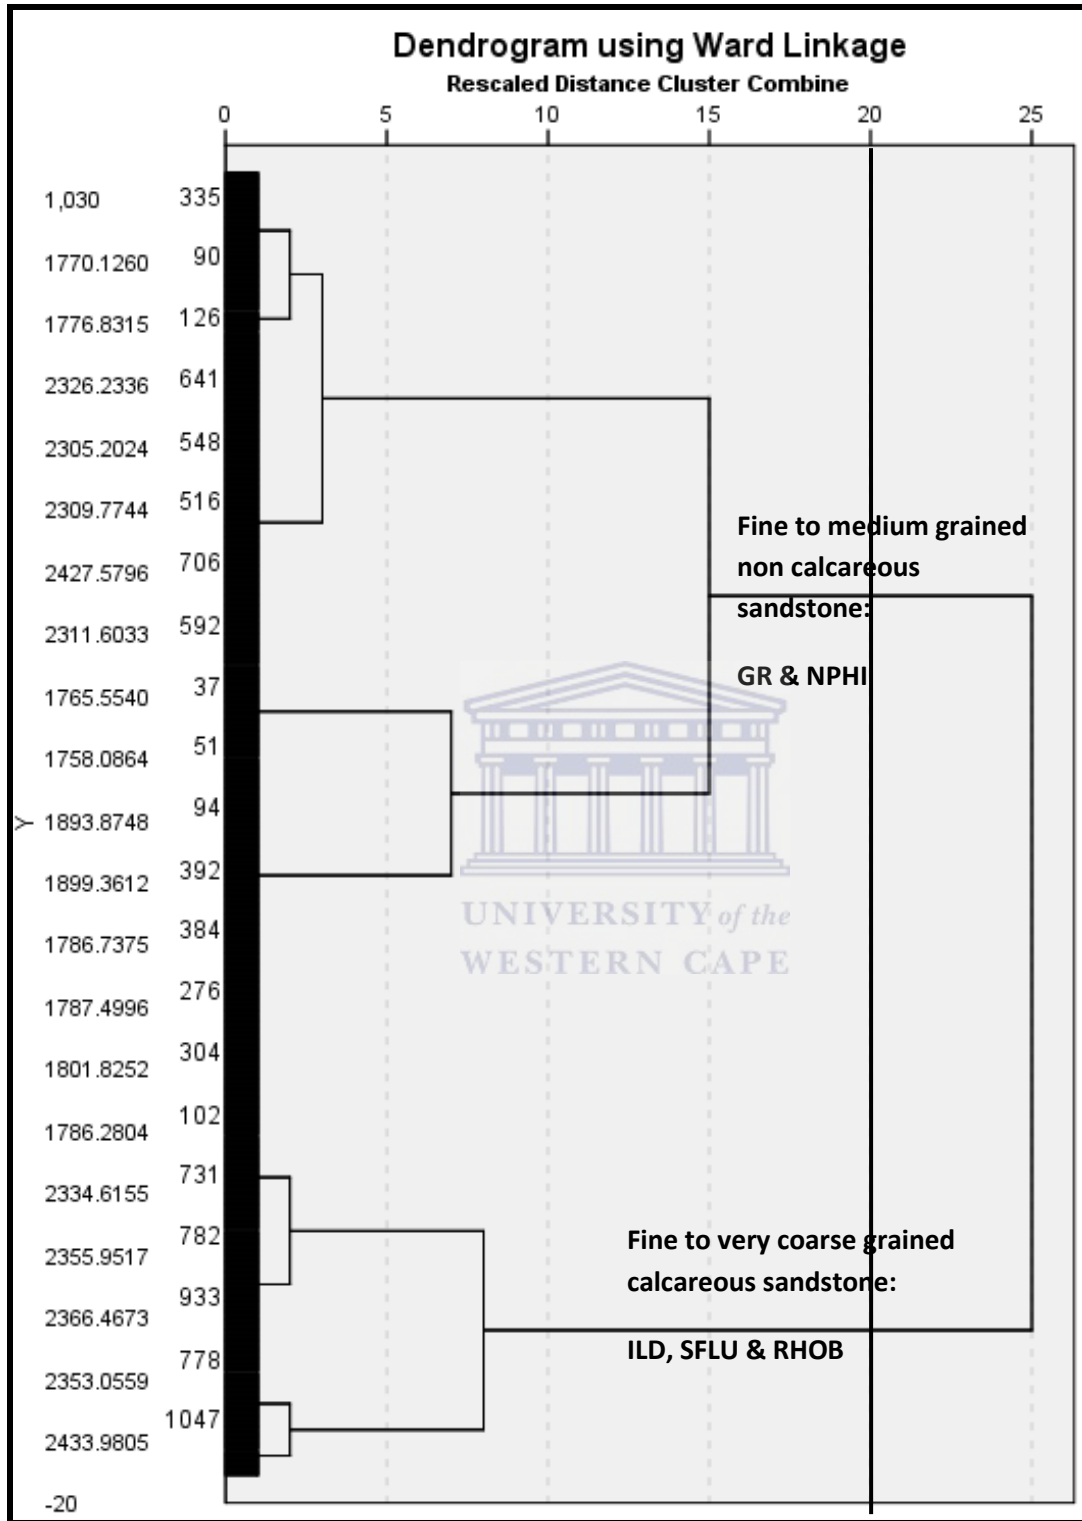 Dendrogram using Ward Linkage
Rescaled Distance Cluster Combine
0 5 10 15 20 25
1,030 335
1770.1260 90
1776.8315 126
2326.2336 641
2305.2024 548
2309.7744 516
2427.5796 706
2311.6033 592
1765.5540 37
1758.0864 51
Y 1893.8748 94
1899.3612 392
1786.7375 384
1787.4996 276
1801.8252 304
1786.2804 102
2334.6155 731
2355.9517 782
2366.4673 933
2353.0559 778
2433.9805 1047
-20
Fine to medium grained
non calcareous
sandstone:
GR & NPHI
UNIVERSITY of the
WESTERN CAPE
Fine to very coarse grained
calcareous sandstone:
ILD, SFLU & RHOB